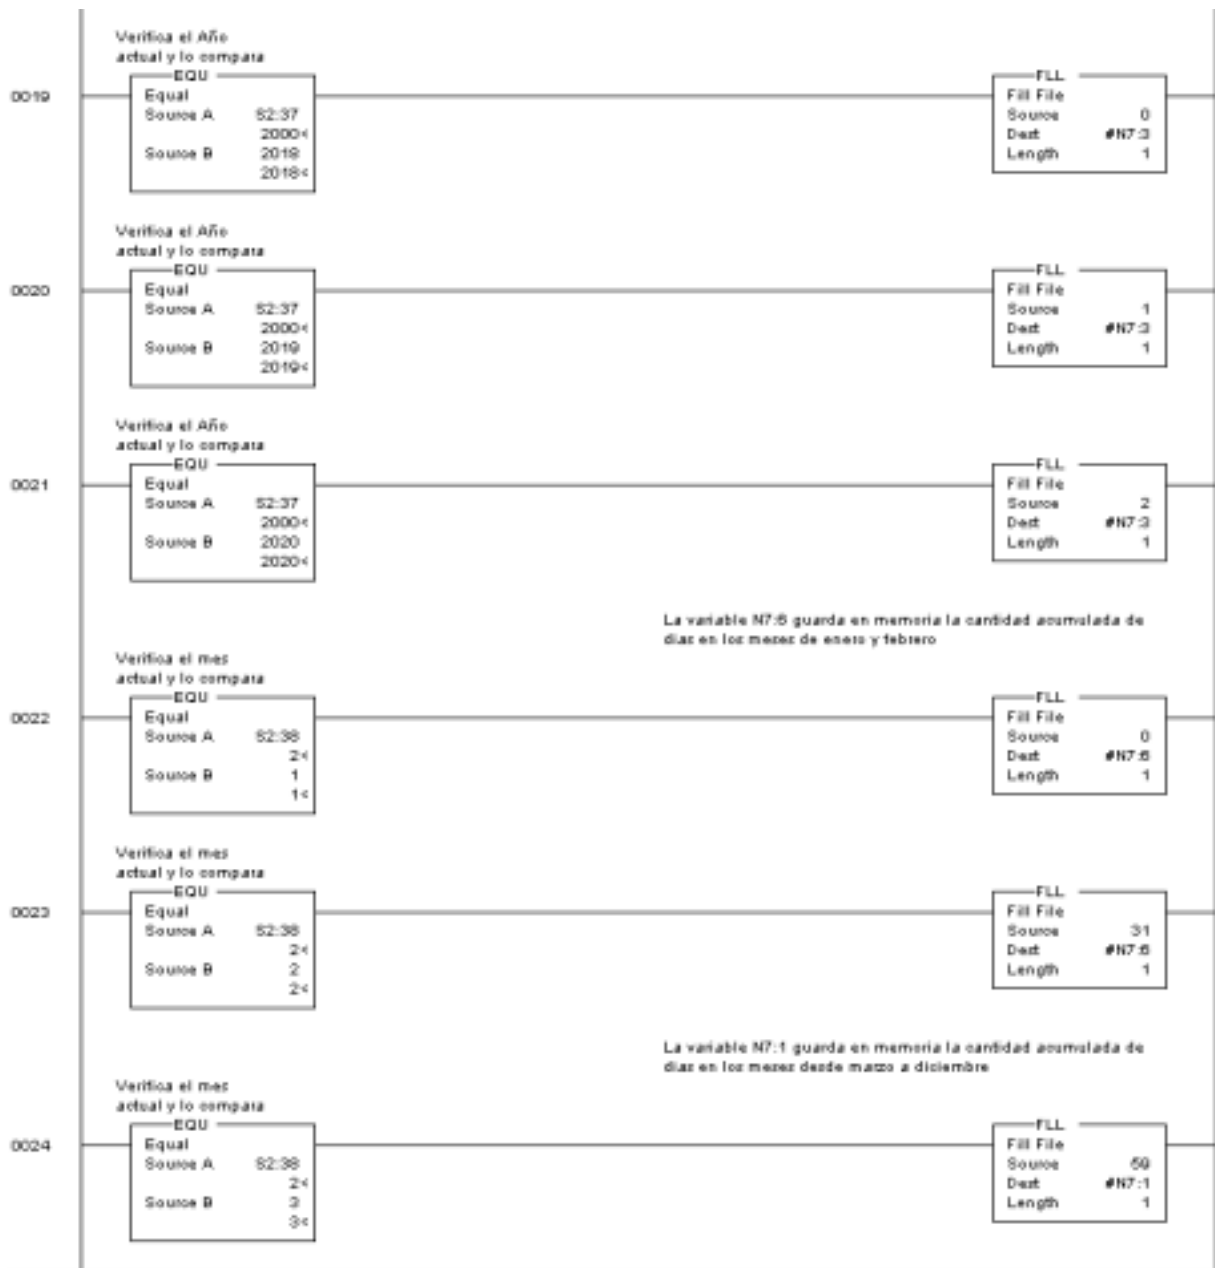 Verifica el Año
actual y lo compara
0019
EQU
Equal
Source A S2:37
2000<
Source B 2018
2018<
FLL
Fill File
Source 0
Dest #N7:3
Length 1
Verifica el Año
actual y lo compara
0020
EQU
Equal
Source A S2:37
2000<
Source B 2019
2019<
FLL
Fill File
Source 1
Dest #N7:3
Length 1
Verifica el Año
actual y lo compara
0021
EQU
Equal
Source A S2:37
2000<
Source B 2020
2020<
FLL
Fill File
Source 2
Dest #N7:3
Length 1
La variable N7:6 guarda en memoria la cantidad acumulada de
dias en los meses de enero y febrero
Verifica el mes
actual y lo compara
0022
EQU
Equal
Source A S2:38
2<
Source B 1
1<
FLL
Fill File
Source 0
Dest #N7:6
Length 1
Verifica el mes
actual y lo compara
0023
EQU
Equal
Source A S2:38
2<
Source B 2
2<
FLL
Fill File
Source 31
Dest #N7:6
Length 1
La variable N7:1 guarda en memoria la cantidad acumulada de
dias en los meses desde marzo a diciembre
Verifica el mes
actual y lo compara
0024
EQU
Equal
Source A S2:38
2<
Source B 3
3<
FLL
Fill File
Source 59
Dest #N7:1
Length 1